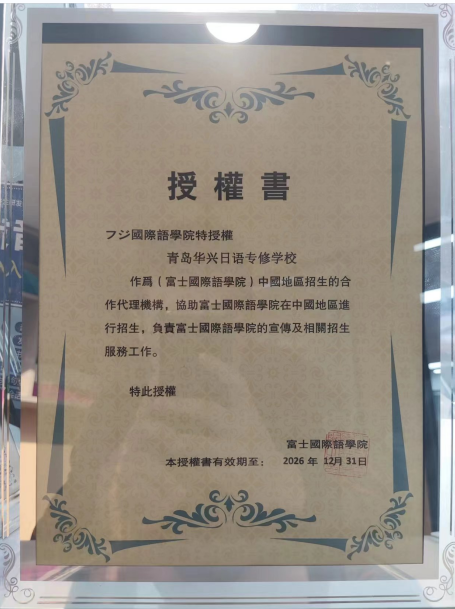 授權書
フジ國際語學院特授權
青岛华兴日语专修学校
作爲（富士國際語學院）中國地區招生的合
作代理機構，協助富士國際語學院在中國地區進
行招生，負責富士國際語學院的宣傳及相關招生
服務工作。
特此授權
富士國際語學院
本授權書有效期至： 2026 年 12月 31日